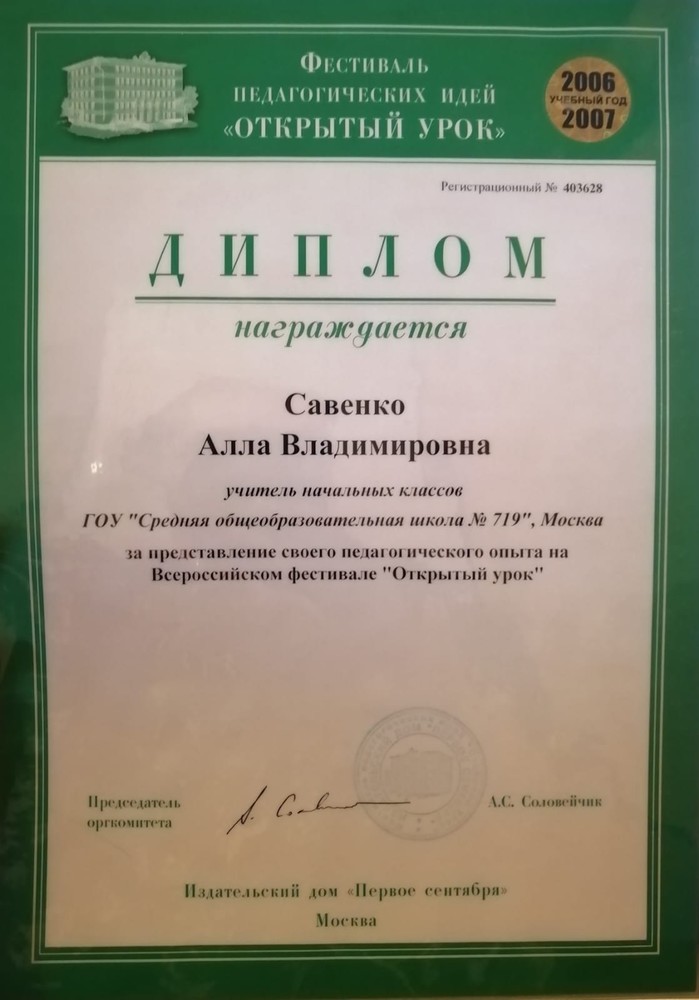 Фестиваль
педагогических идей
«ОТКРЫТЫЙ УРОК»
2006
УЧЕБНЫЙ ГОД
2007
Регистрационный № 403628
ДИПЛОМ
награждается
Савенко
Алла Владимировна
учитель начальных классов
ГОУ "Средняя общеобразовательная школа № 719", Москва
за представление своего педагогического опыта на
Всероссийском фестивале "Открытый урок"
Председатель
оргкомитета
А.С. Соловейчик
Издательский дом «Первое сентября»
Москва